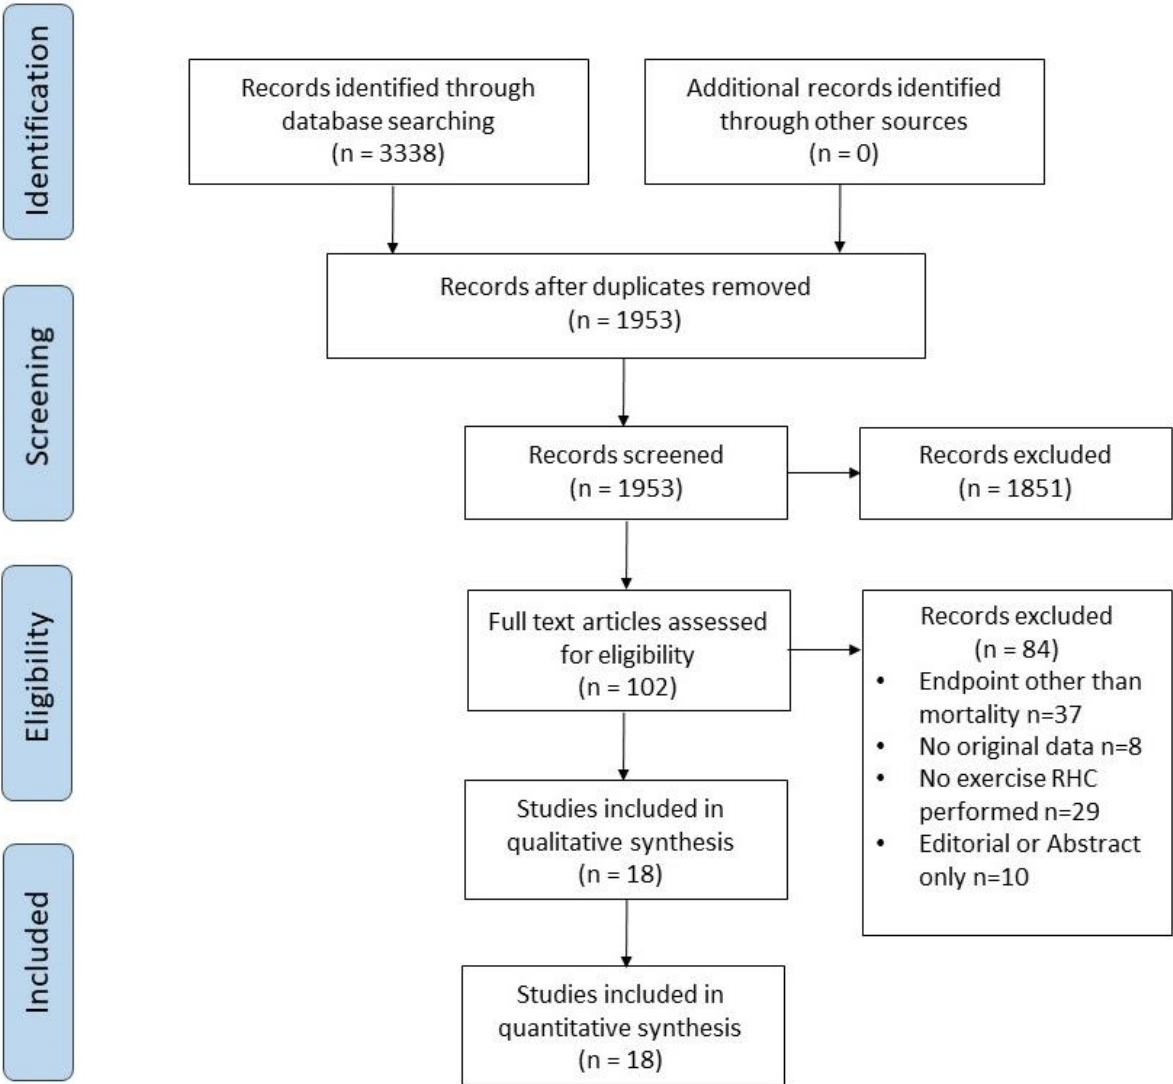 Identification
Records identified through
database searching
(n = 3338)
Additional records identified
through other sources
(n = 0)
Records after duplicates removed
(n = 1953)
Screening
Records screened
(n = 1953)
Records excluded
(n = 1851)
Eligibility
Full text articles assessed
for eligibility
(n = 102)
Records excluded
(n = 84)
• Endpoint other than
mortality n=37
• No original data n=8
• No exercise RHC
performed n=29
• Editorial or Abstract
only n=10
Studies included in
qualitative synthesis
(n = 18)
Included
Studies included in
quantitative synthesis
(n = 18)